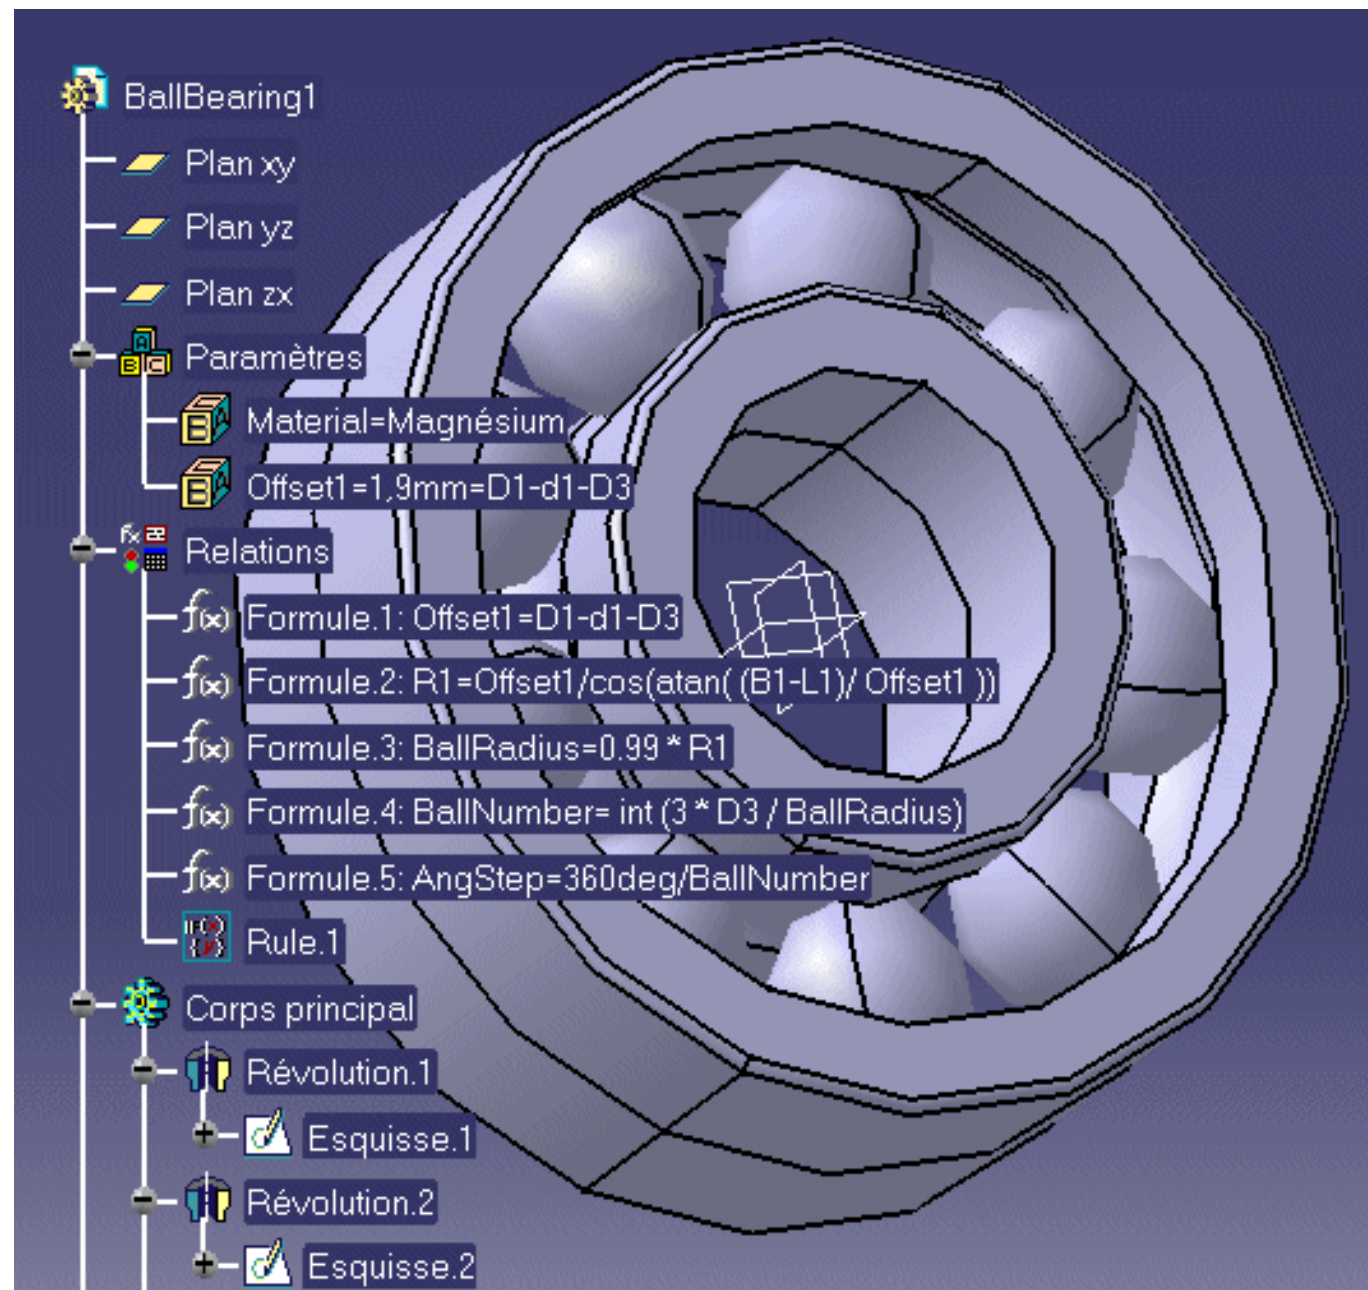 BallBearing1
Plan xy
Plan yz
Plan zx
Paramètres
Material=Magnésium
Offset1=1,9mm=D1-d1-D3
Relations
Formule.1: Offset1=D1-d1-D3
Formule.2: R1=Offset1/cos(atan( (B1-L1)/ Offset1 ))
Formule.3: BallRadius=0.99 * R1
Formule.4: BallNumber= int (3 * D3 / BallRadius)
Formule.5: AngStep=360deg/BallNumber
Rule.1
Corps principal
Révolution.1
Esquisse.1
Révolution.2
Esquisse.2